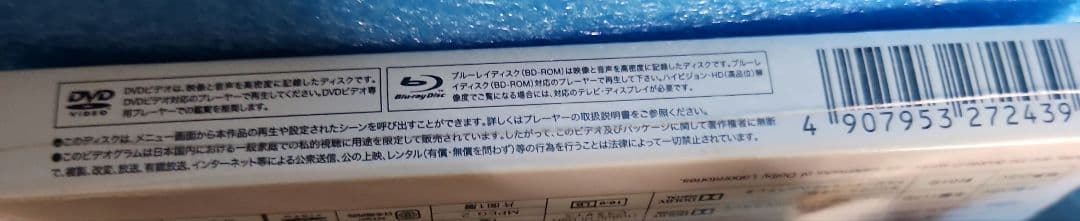 DVD
VIDEO
DVDビデオは、映像と音声を高密度に記録したディスクです。
DVDビデオ対応のプレーヤーで再生してください。DVDビデオ専
用プレーヤーでの観賞を推奨します。
Blu-ray Disc
ブルーレイディスク(BD-ROM)は映像と音声を高密度に記録したディスクです。ブルーレ
イディスク(BD-ROM)対応のプレーヤーで再生して下さい。ハイビジョン・HD(高品位)解
像度でご覧になる場合には、対応のテレビ・ディスプレイが必要です。
●このディスクは、メニュー画面から本作品の再生や設定されたシーンを呼び出すことができます。詳しくはプレーヤーの取扱説明書をご参照ください。
●このビデオグラムは日本国内における一般家庭での私的視聴に用途を限定して販売されています。したがって、このビデオ及びパッケージに関して著作権者に無断
で、複製、改変、放送、有線放送、インターネット等による公衆送信、公の上映、レンタル(有償・無償を問わず)等の行為を行うことは法律によって一切禁止されています。
4 907953 272439
of Dolby Laboratories.
片面1層
MPEG 2
16:9